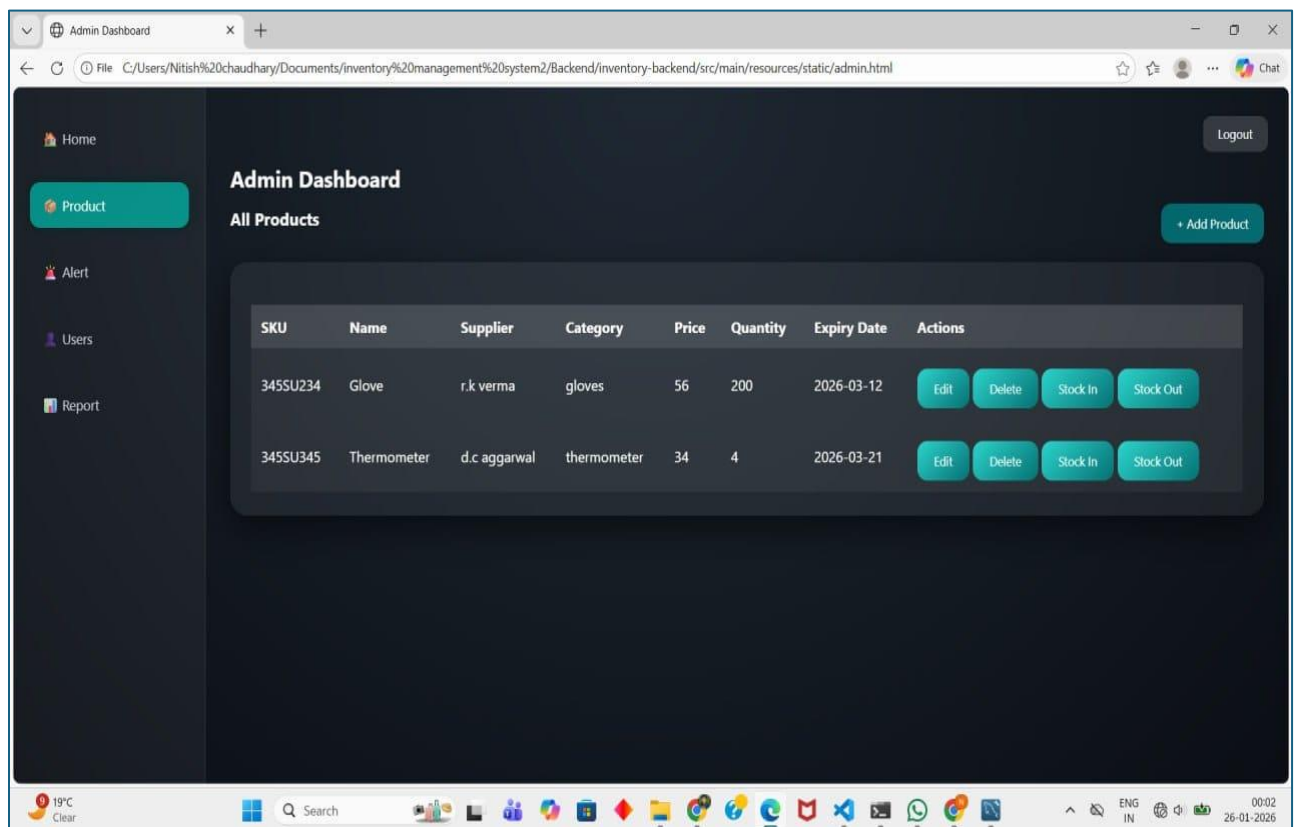 Admin Dashboard
File C:/Users/Nitish%20chaudhary/Documents/inventory%20management%20system2/Backend/inventory-backend/src/main/resources/static/admin.html
Chat
Home
Logout
Admin Dashboard
Product
All Products
+ Add Product
Alert
Users
Report
SKU Name Supplier Category Price Quantity Expiry Date Actions
345SU234 Glove r.k verma gloves 56 200 2026-03-12 Edit Delete Stock In Stock Out
345SU345 Thermometer d.c aggarwal thermometer 34 4 2026-03-21 Edit Delete Stock In Stock Out
9 19°C
Clear
Search
ENG
IN
00:02
26-01-2026